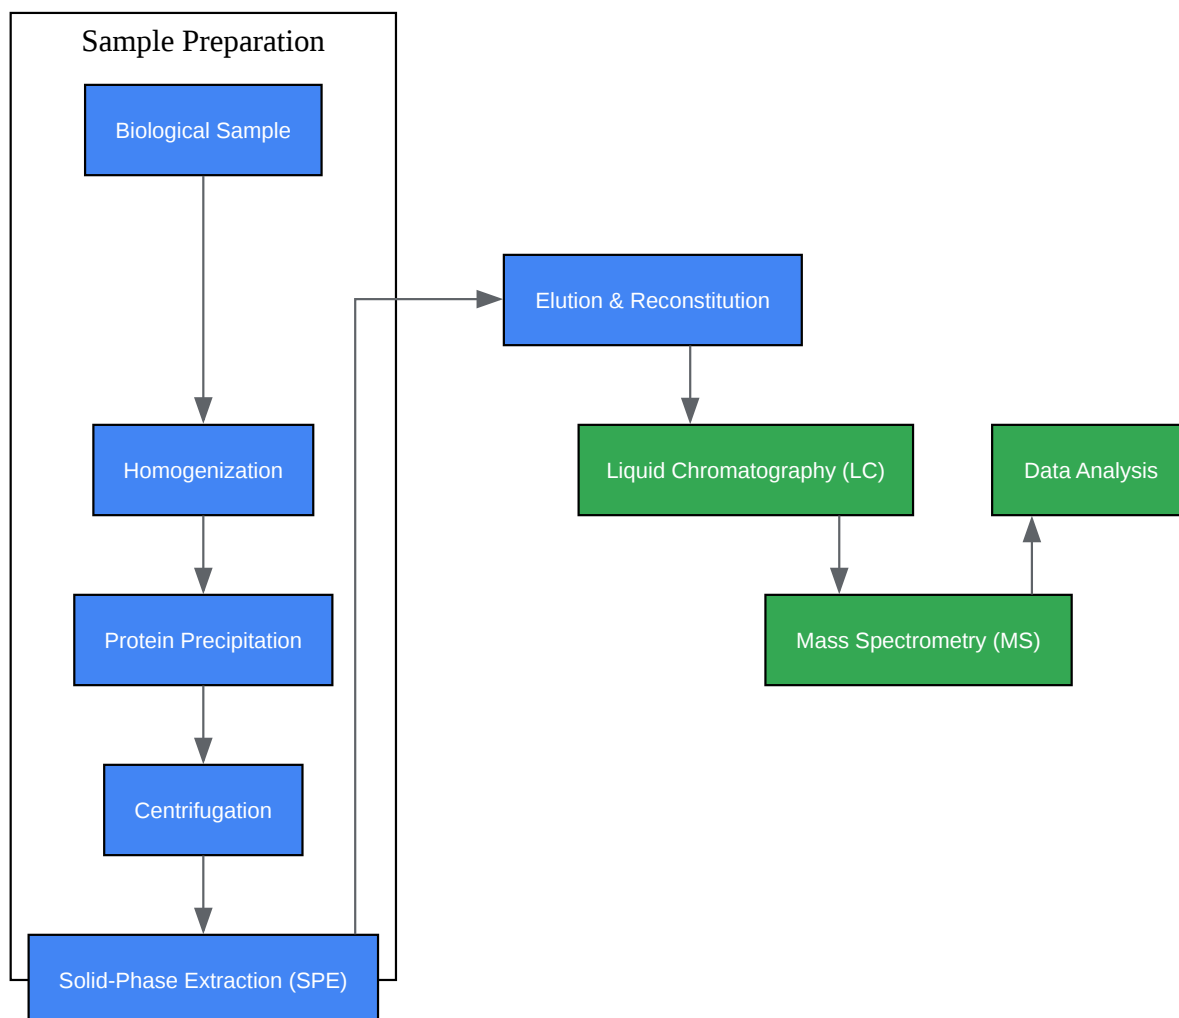 Sample Preparation
Biological Sample
Homogenization
Protein Precipitation
Centrifugation
Solid-Phase Extraction (SPE)
Elution & Reconstitution
Liquid Chromatography (LC)
Mass Spectrometry (MS)
Data Analysis